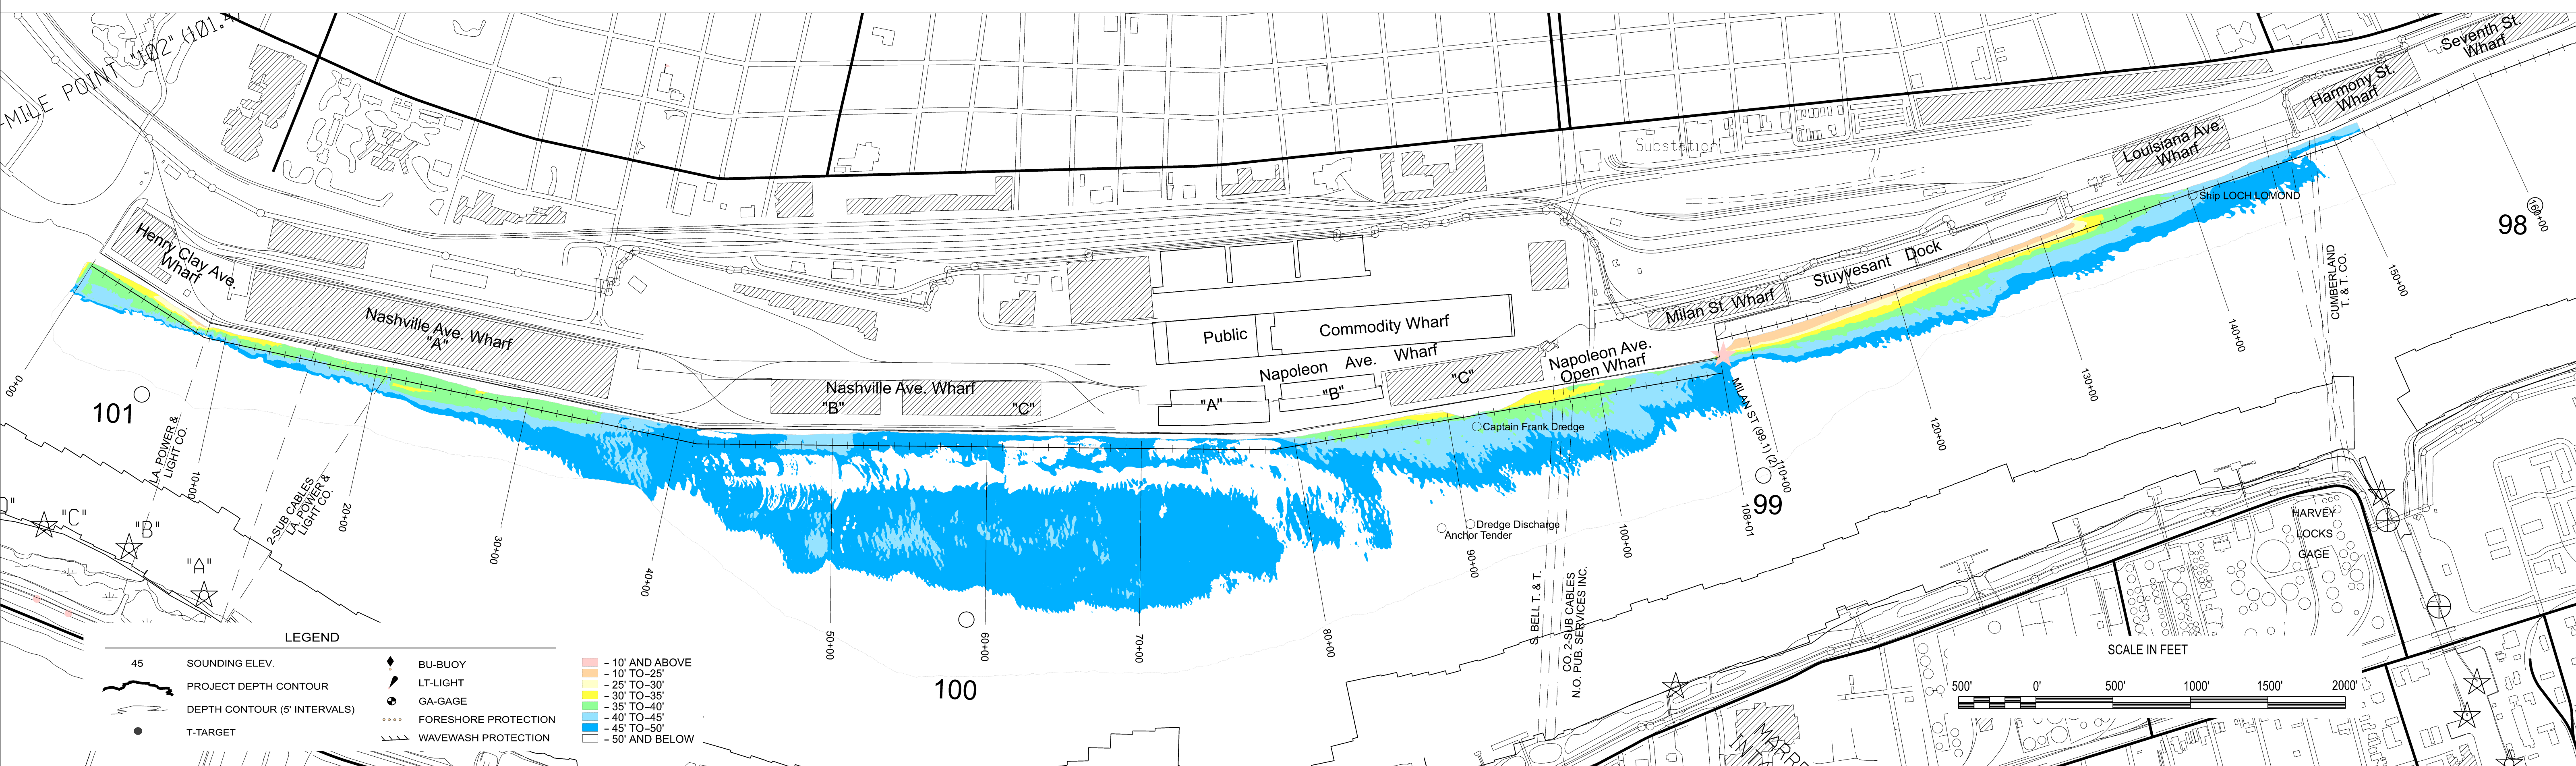 -MILE POINT "102" (101.4)
Seventh St.
Wharf
Harmony St.
Wharf
Substation
Louisiana Ave.
Wharf
Ship LOCH LOMOND
98
160+00
Henry Clay Ave.
Wharf
Nashville Ave. Wharf
"A"
Stuyvesant Dock
Milan St. Wharf
Public
Commodity Wharf
Napoleon Ave. Wharf
Napoleon Ave.
Open Wharf
Nashville Ave. Wharf
"B"
"C"
"A"
"B"
"C"
CUMBERLAND
T. & T. CO.
150+00
140+00
130+00
120+00
110+00
MILAN ST (99.1) (2)
108+01
99
Captain Frank Dredge
Dredge Discharge
Anchor Tender
0+00
101
LA. POWER &
LIGHT CO.
10+00
2-SUB CABLES
LA. POWER &
LIGHT CO.
20+00
30+00
40+00
50+00
60+00
70+00
80+00
90+00
100+00
100
S. BELL T. & T.
CO. 2-SUB CABLES
N.O. PUB. SERVICES INC.
D"
"C"
"B"
"A"
HARVEY
LOCKS
GAGE
LEGEND
45 SOUNDING ELEV.
PROJECT DEPTH CONTOUR
DEPTH CONTOUR (5' INTERVALS)
T-TARGET
BU-BUOY
LT-LIGHT
GA-GAGE
FORESHORE PROTECTION
WAVEWASH PROTECTION
– 10' AND ABOVE
– 10' TO–25'
– 25' TO–30'
– 30' TO–35'
– 35' TO–40'
– 40' TO–45'
– 45' TO–50'
– 50' AND BELOW
SCALE IN FEET
500' 0' 500' 1000' 1500' 2000'